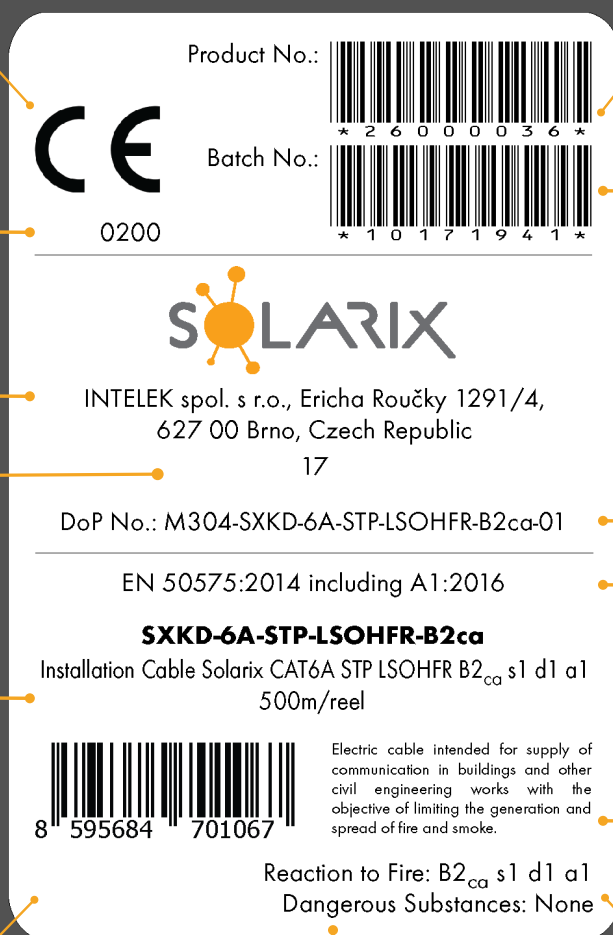 Product No.:
*26000036*
CE
Batch No.:
*10171941*
0200
SOLARIX
INTELEK spol. s r.o., Ericha Roučky 1291/4,
627 00 Brno, Czech Republic
17
DoP No.: M304-SXKD-6A-STP-LSOHFR-B2ca-01
EN 50575:2014 including A1:2016
SXKD-6A-STP-LSOHFR-B2ca
Installation Cable Solarix CAT6A STP LSOHFR B2ca s1 d1 a1
500m/reel
Electric cable intended for supply of
communication in buildings and other
civil engineering works with the
objective of limiting the generation and
spread of fire and smoke.
8 595684 701067
Reaction to Fire: B2ca s1 d1 a1
Dangerous Substances: None